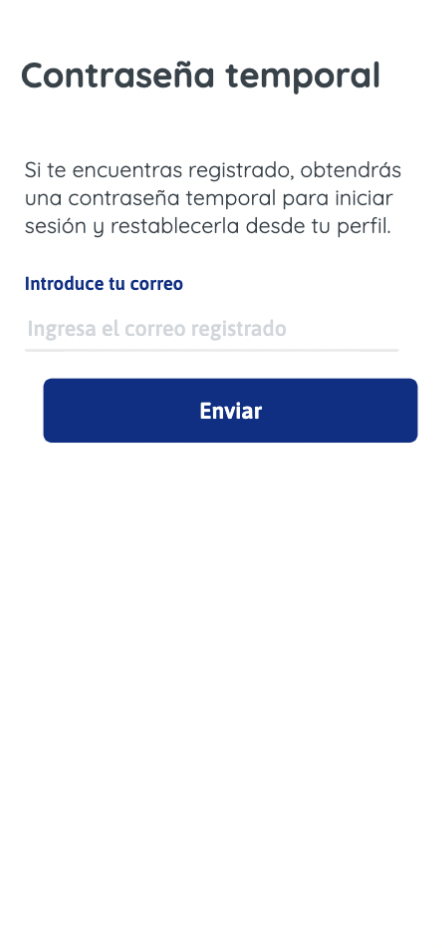 Contraseña temporal
Si te encuentras registrado, obtendrás
una contraseña temporal para iniciar
sesión y restablecerla desde tu perfil.
Introduce tu correo
Ingresa el correo registrado
Enviar